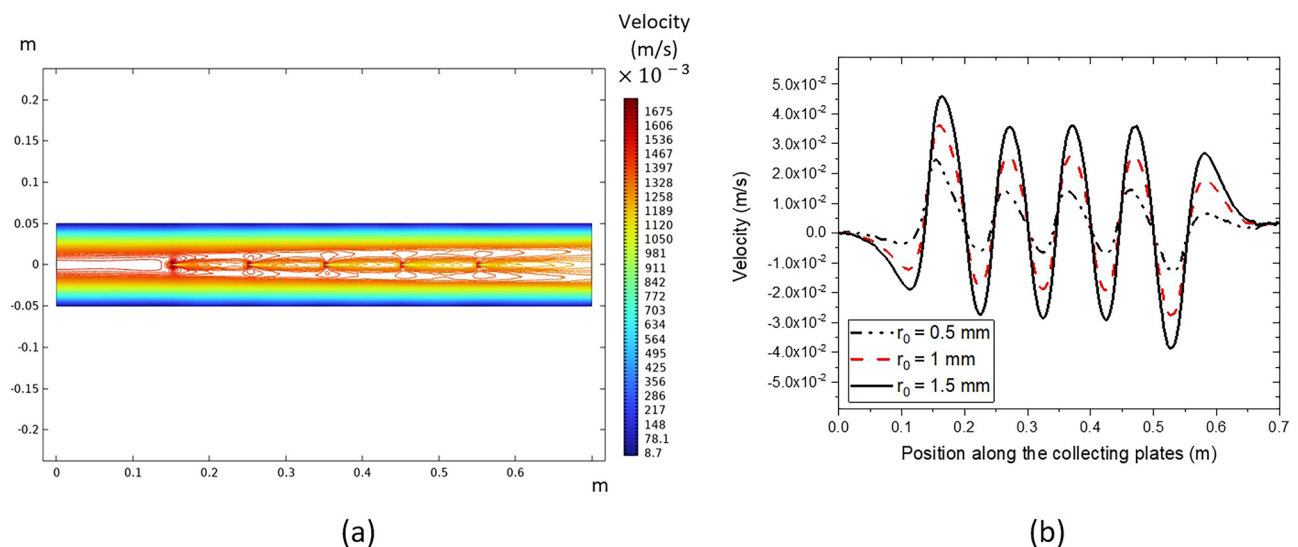 Velocity
(m/s)
× 10⁻³
m
0.2
0.15
0.1
0.05
0
-0.05
-0.1
-0.15
-0.2
0
0.1
0.2
0.3
0.4
0.5
0.6
m
1675
1606
1536
1467
1397
1328
1258
1189
1120
1050
981
911
842
772
703
634
564
495
425
356
286
217
148
78.1
8.7
(a)
Velocity (m/s)
5.0x10⁻²
4.0x10⁻²
3.0x10⁻²
2.0x10⁻²
1.0x10⁻²
0.0
-1.0x10⁻²
-2.0x10⁻²
-3.0x10⁻²
-4.0x10⁻²
-5.0x10⁻²
r₀ = 0.5 mm
r₀ = 1 mm
r₀ = 1.5 mm
0.0
0.1
0.2
0.3
0.4
0.5
0.6
0.7
Position along the collecting plates (m)
(b)